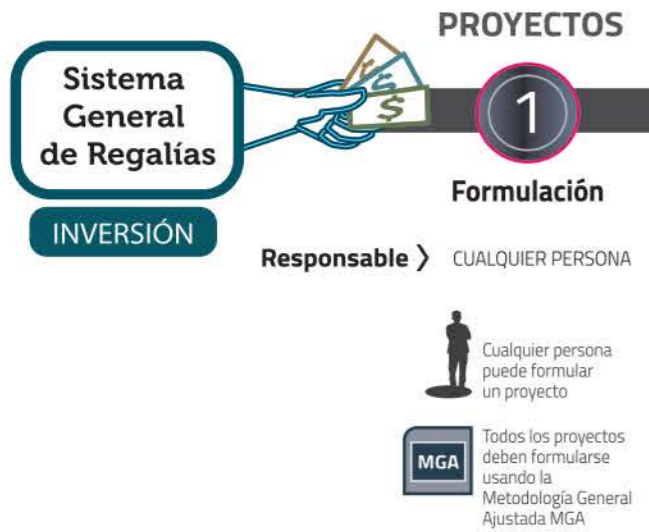 PROYECTOS
Sistema
General
de Regalías
$ $ $
1
Formulación
INVERSIÓN
Responsable 〉 CUALQUIER PERSONA
Cualquier persona
puede formular
un proyecto
MGA
Todos los proyectos
deben formularse
usando la
Metodología General
Ajustada MGA